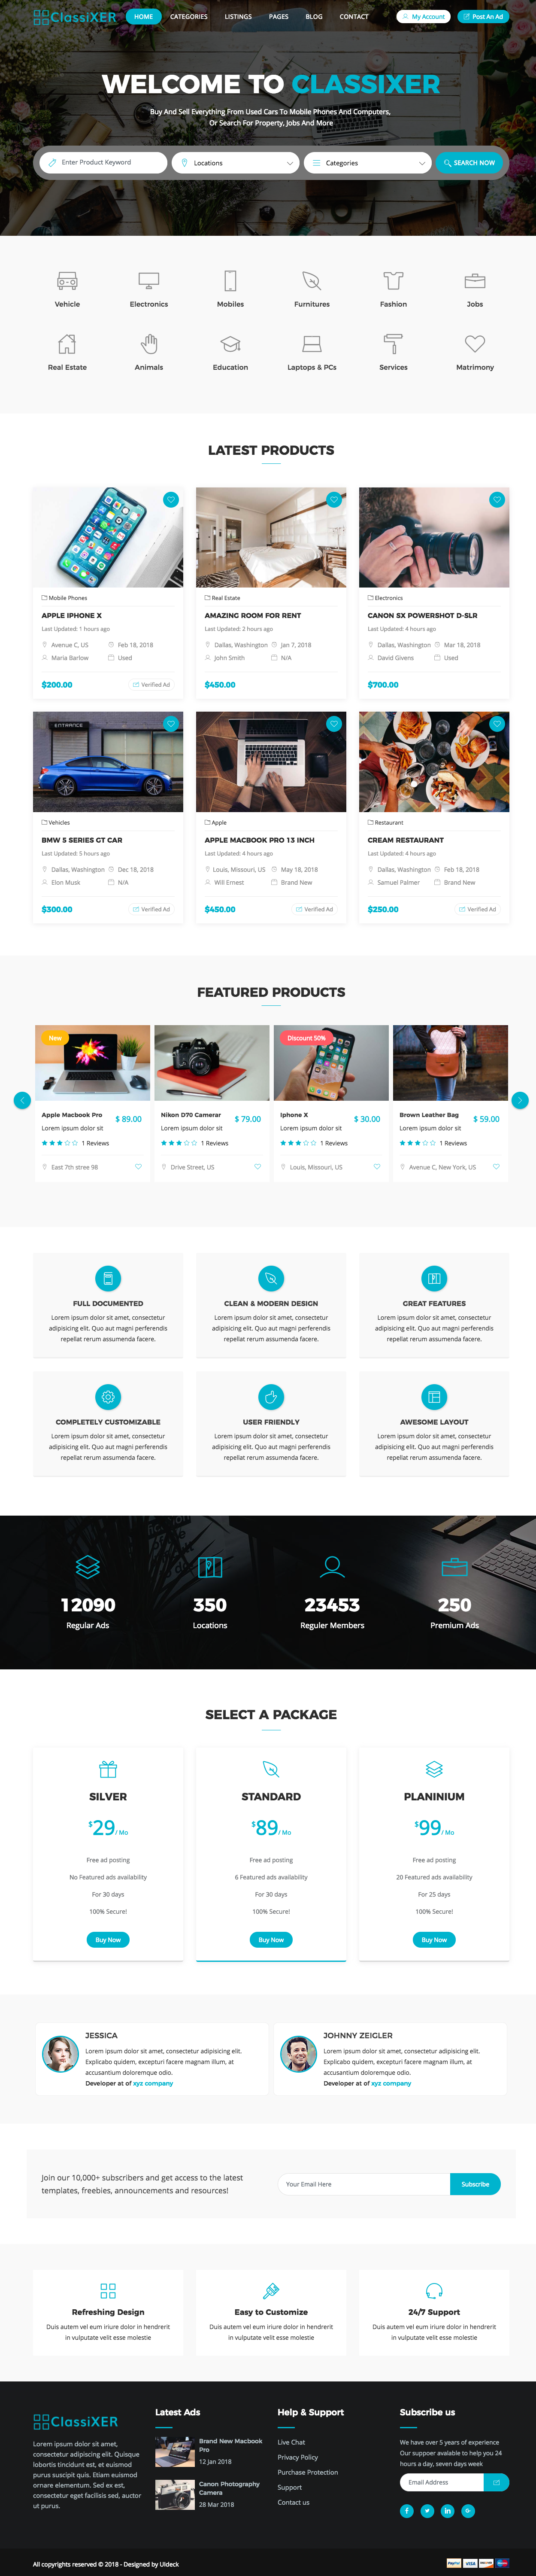 ClassiXER HOME CATEGORIES LISTINGS PAGES BLOG CONTACT My Account Post An Ad
WELCOME TO CLASSIXER
Buy And Sell Everything From Used Cars To Mobile Phones And Computers,
Or Search For Property, Jobs And More
Enter Product Keyword Locations Categories SEARCH NOW
Vehicle Electronics Mobiles Furnitures Fashion Jobs
Real Estate Animals Education Laptops & PCs Services Matrimony
LATEST PRODUCTS
Mobile Phones
APPLE IPHONE X
Last Updated: 1 hours ago
Avenue C, US Feb 18, 2018
Maria Barlow Used
$200.00 Verified Ad
Real Estate
AMAZING ROOM FOR RENT
Last Updated: 2 hours ago
Dallas, Washington Jan 7, 2018
John Smith N/A
$450.00
Electronics
CANON SX POWERSHOT D-SLR
Last Updated: 4 hours ago
Dallas, Washington Mar 18, 2018
David Givens Used
$700.00
ENTRANCE
Vehicles
BMW 5 SERIES GT CAR
Last Updated: 5 hours ago
Dallas, Washington Dec 18, 2018
Elon Musk N/A
$300.00 Verified Ad
Apple
APPLE MACBOOK PRO 13 INCH
Last Updated: 4 hours ago
Louis, Missouri, US May 18, 2018
Will Ernest Brand New
$450.00 Verified Ad
Restaurant
CREAM RESTAURANT
Last Updated: 4 hours ago
Dallas, Washington Feb 18, 2018
Samuel Palmer Brand New
$250.00 Verified Ad
FEATURED PRODUCTS
New
Apple Macbook Pro $ 89.00
Lorem ipsum dolor sit
1 Reviews
East 7th stree 98
Nikon D70 Camerar $ 79.00
Lorem ipsum dolor sit
1 Reviews
Drive Street, US
Discount 50%
Iphone X $ 30.00
Lorem ipsum dolor sit
1 Reviews
Louis, Missouri, US
Brown Leather Bag $ 59.00
Lorem ipsum dolor sit
1 Reviews
Avenue C, New York, US
FULL DOCUMENTED
Lorem ipsum dolor sit amet, consectetur
adipisicing elit. Quo aut magni perferendis
repellat rerum assumenda facere.
CLEAN & MODERN DESIGN
Lorem ipsum dolor sit amet, consectetur
adipisicing elit. Quo aut magni perferendis
repellat rerum assumenda facere.
GREAT FEATURES
Lorem ipsum dolor sit amet, consectetur
adipisicing elit. Quo aut magni perferendis
repellat rerum assumenda facere.
COMPLETELY CUSTOMIZABLE
Lorem ipsum dolor sit amet, consectetur
adipisicing elit. Quo aut magni perferendis
repellat rerum assumenda facere.
USER FRIENDLY
Lorem ipsum dolor sit amet, consectetur
adipisicing elit. Quo aut magni perferendis
repellat rerum assumenda facere.
AWESOME LAYOUT
Lorem ipsum dolor sit amet, consectetur
adipisicing elit. Quo aut magni perferendis
repellat rerum assumenda facere.
12090 350 23453 250
Regular Ads Locations Reguler Members Premium Ads
SELECT A PACKAGE
SILVER
$29/ Mo
Free ad posting
No Featured ads availability
For 30 days
100% Secure!
Buy Now
STANDARD
$89/ Mo
Free ad posting
6 Featured ads availability
For 30 days
100% Secure!
Buy Now
PLANINIUM
$99/ Mo
Free ad posting
20 Featured ads availability
For 25 days
100% Secure!
Buy Now
JESSICA
Lorem ipsum dolor sit amet, consectetur adipisicing elit.
Explicabo quidem, excepturi facere magnam illum, at
accusantium doloremque odio.
Developer at of xyz company
JOHNNY ZEIGLER
Lorem ipsum dolor sit amet, consectetur adipisicing elit.
Explicabo quidem, excepturi facere magnam illum, at
accusantium doloremque odio.
Developer at of xyz company
Join our 10,000+ subscribers and get access to the latest
templates, freebies, announcements and resources!
Your Email Here Subscribe
Refreshing Design
Duis autem vel eum iriure dolor in hendrerit
in vulputate velit esse molestie
Easy to Customize
Duis autem vel eum iriure dolor in hendrerit
in vulputate velit esse molestie
24/7 Support
Duis autem vel eum iriure dolor in hendrerit
in vulputate velit esse molestie
ClassiXER
Lorem ipsum dolor sit amet,
consectetur adipiscing elit. Quisque
lobortis tincidunt est, et euismod
purus suscipit quis. Etiam euismod
ornare elementum. Sed ex est,
consectetur eget facilisis sed, auctor
ut purus.
Latest Ads
Brand New Macbook
Pro
12 Jan 2018
Canon Photography
Camera
28 Mar 2018
Help & Support
Live Chat
Privacy Policy
Purchase Protection
Support
Contact us
Subscribe us
We have over 5 years of experience
Our suppoer avalable to help you 24
hours a day, seven days week
Email Address
All copyrights reserved © 2018 - Designed by UIdeck
PayPal VISA